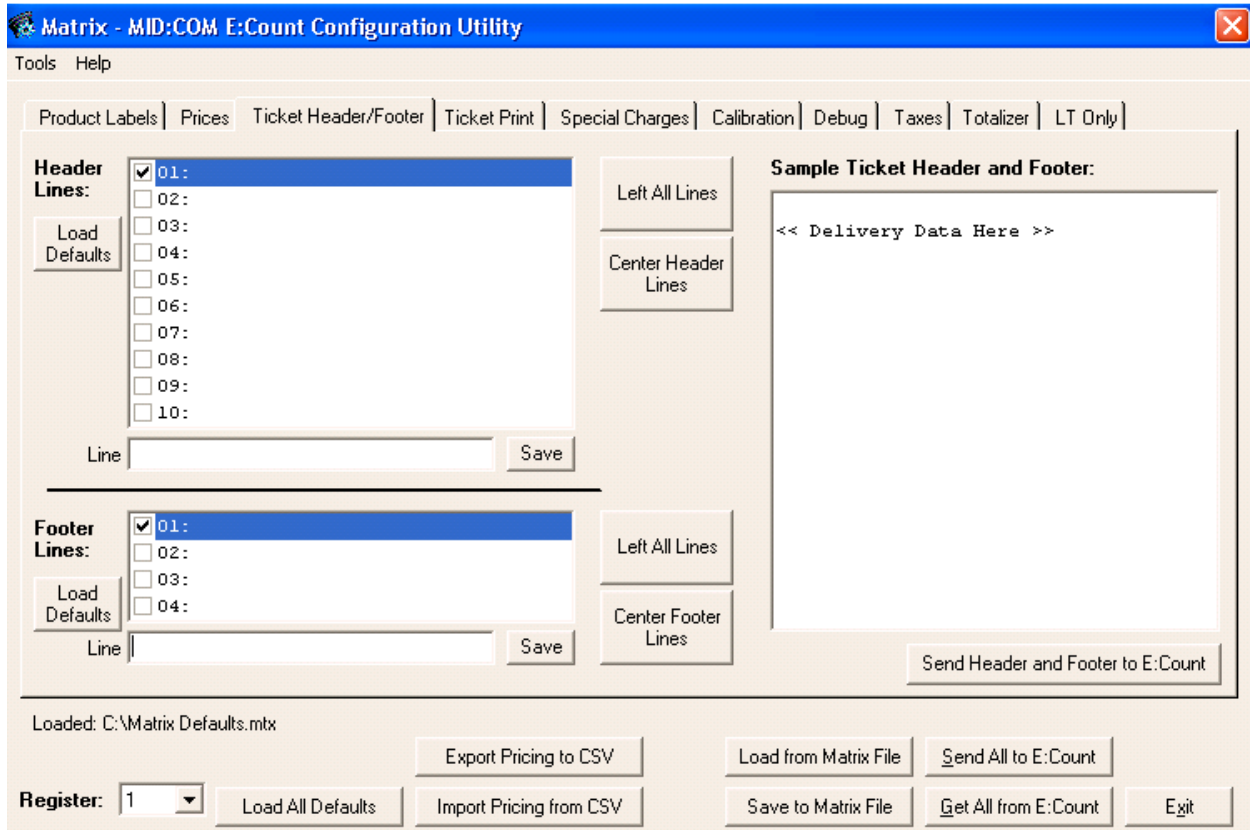 Matrix - MID:COM E:Count Configuration Utility
Tools Help
Product Labels Prices Ticket Header/Footer Ticket Print Special Charges Calibration Debug Taxes Totalizer LT Only
Header
Lines:
Load
Defaults
01:
02:
03:
04:
05:
06:
07:
08:
09:
10:
Line
Save
Left All Lines
Center Header
Lines
Footer
Lines:
Load
Defaults
01:
02:
03:
04:
Line
Save
Left All Lines
Center Footer
Lines
Sample Ticket Header and Footer:
<< Delivery Data Here >>
Send Header and Footer to E:Count
Loaded: C:\Matrix Defaults.mtx
Export Pricing to CSV
Load from Matrix File
Send All to E:Count
Register: 1
Load All Defaults
Import Pricing from CSV
Save to Matrix File
Get All from E:Count
Exit